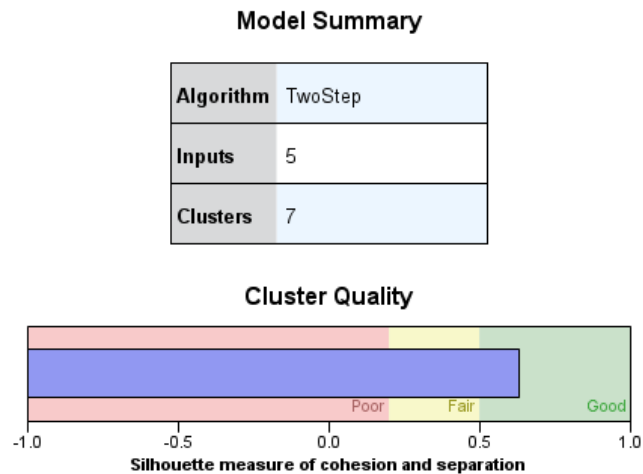 Model Summary
Algorithm TwoStep
Inputs 5
Clusters 7
Cluster Quality
Poor Fair Good
-1.0 -0.5 0.0 0.5 1.0
Silhouette measure of cohesion and separation